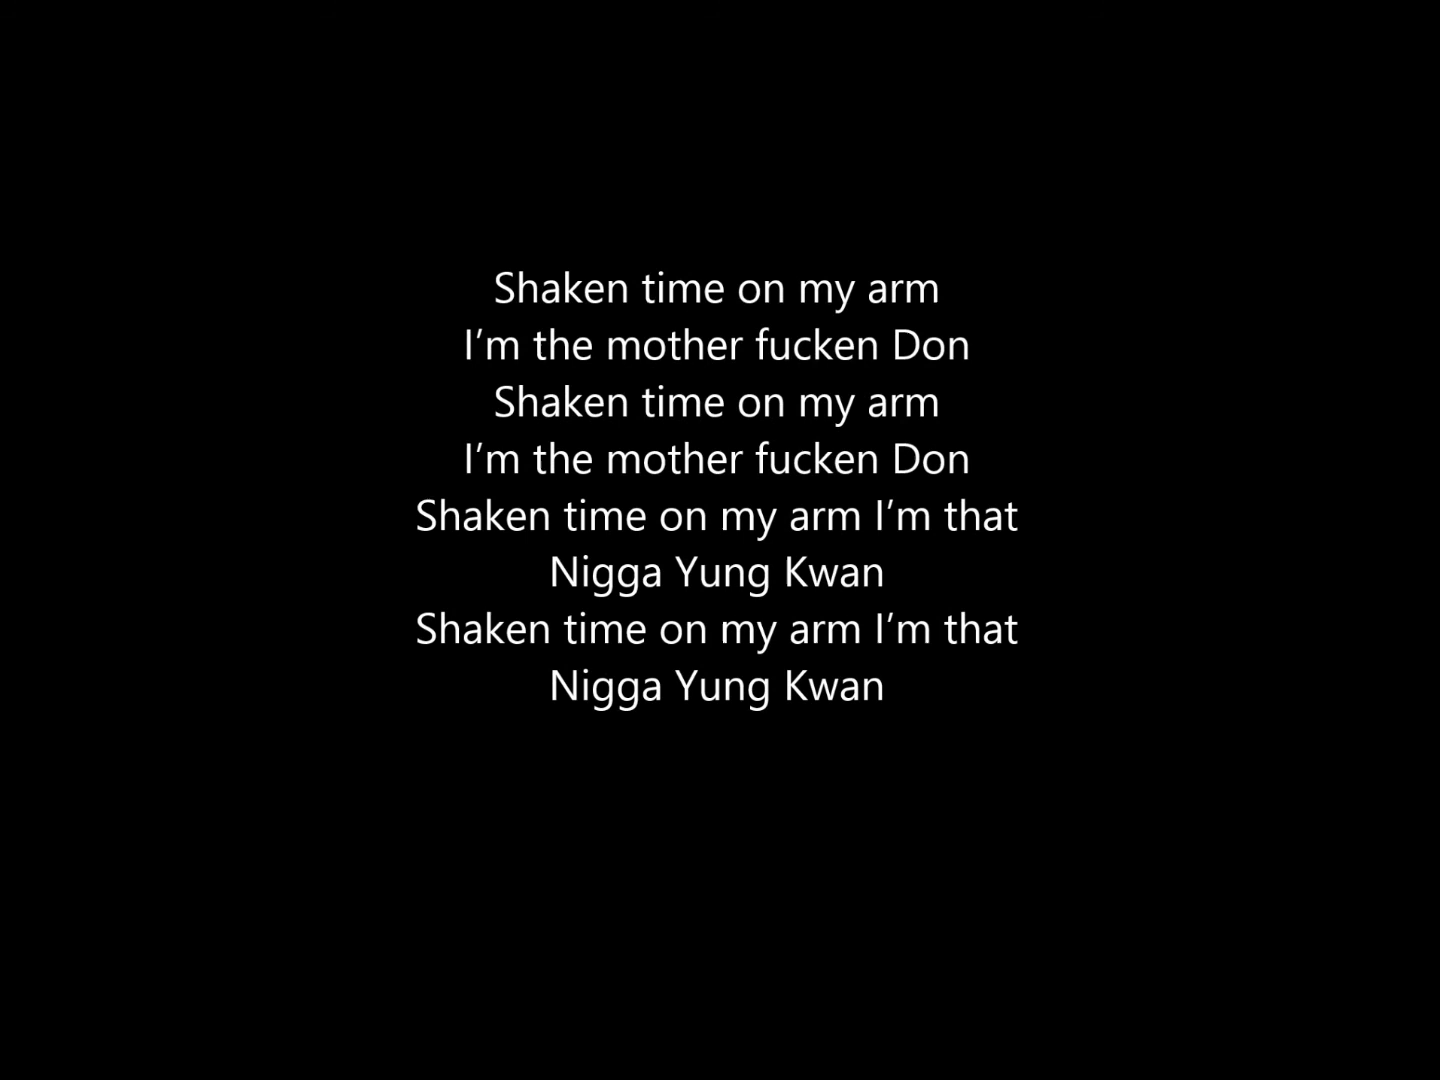 Shaken time on my arm
I’m the mother fucken Don
Shaken time on my arm
I’m the mother fucken Don
Shaken time on my arm I’m that
Nigga Yung Kwan
Shaken time on my arm I’m that
Nigga Yung Kwan